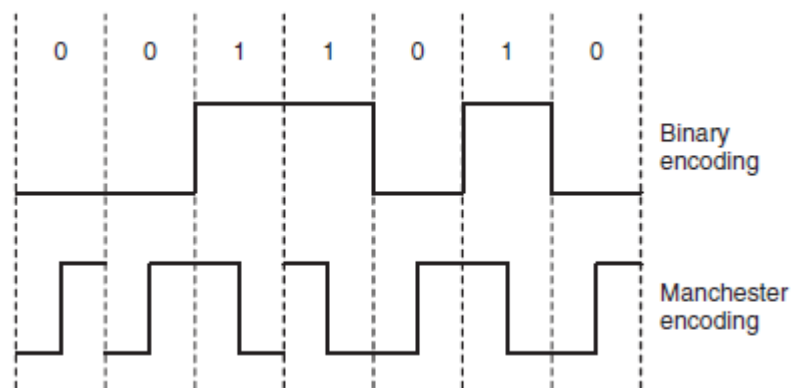 0 0 1 1 0 1 0
Binary
encoding
Manchester
encoding